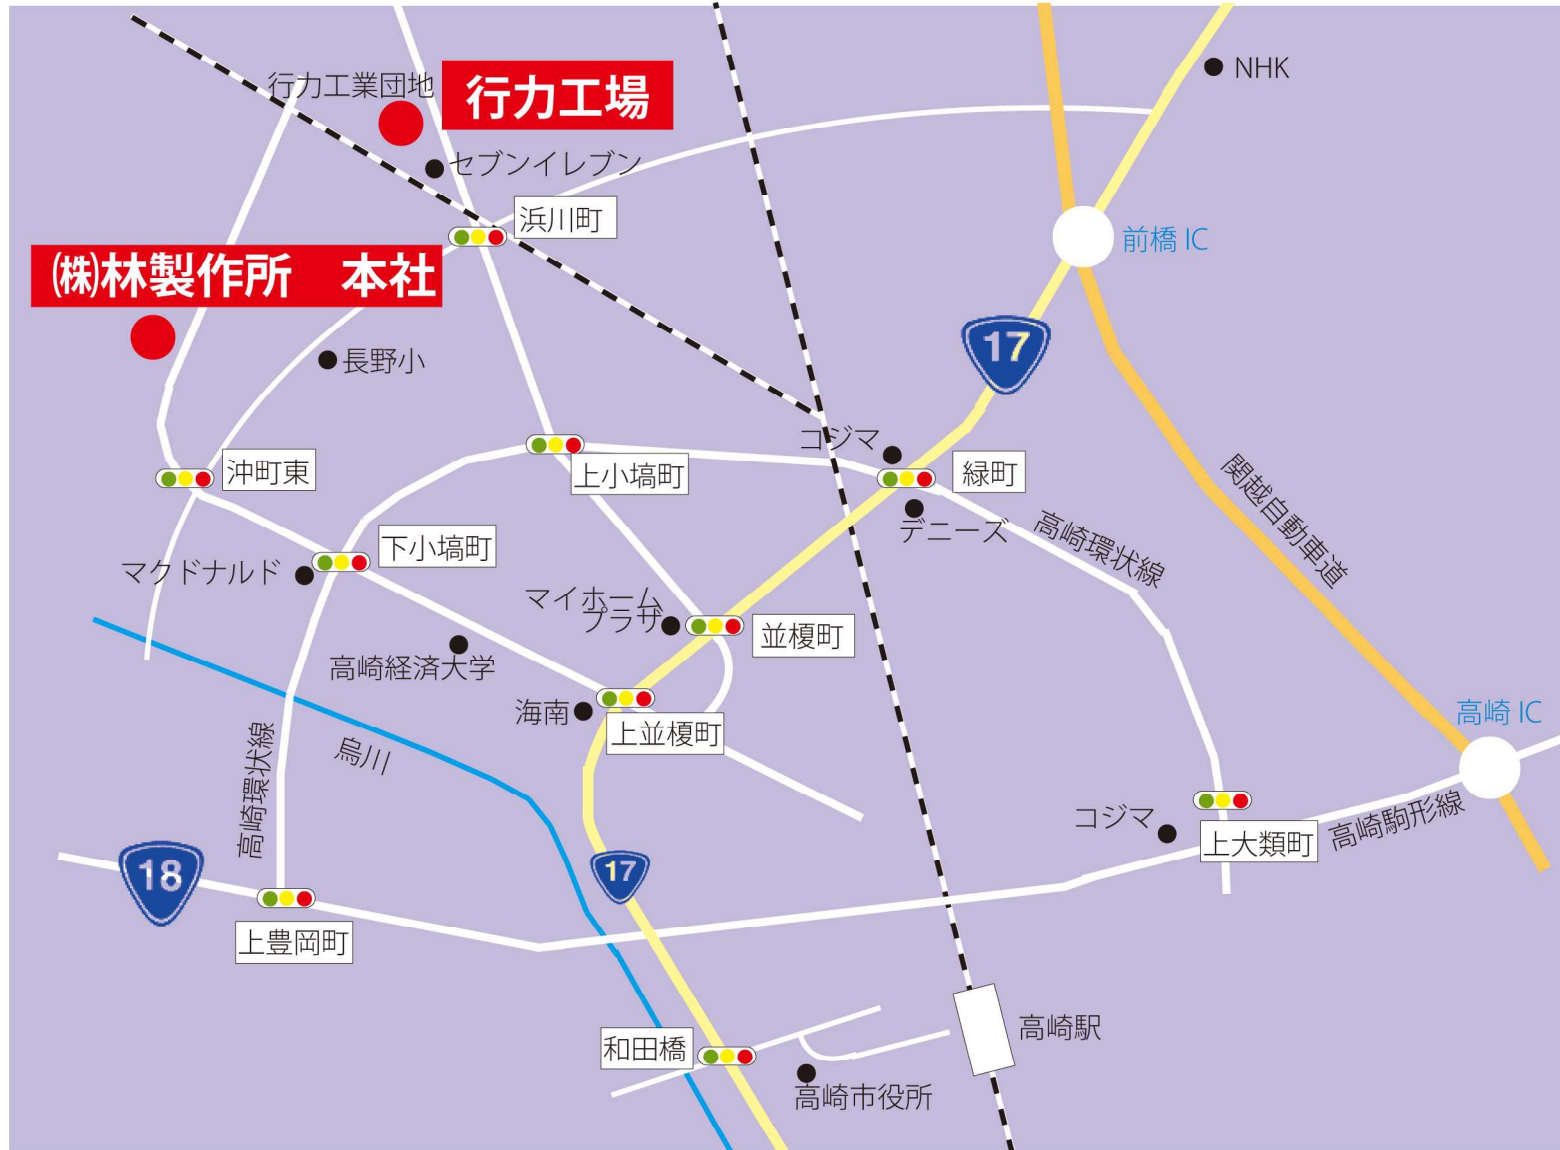 NHK
行力工業団地
行力工場
セブンイレブン
浜川町
前橋 IC
㈱林製作所　本社
17
長野小
コジマ
上小塙町
緑町
沖町東
デニーズ
高崎環状線
関越自動車道
下小塙町
マクドナルド
マイホーム
プラザ
並榎町
高崎経済大学
海南
上並榎町
高崎 IC
烏川
高崎環状線
コジマ
上大類町
高崎駒形線
18
17
上豊岡町
和田橋
高崎駅
高崎市役所